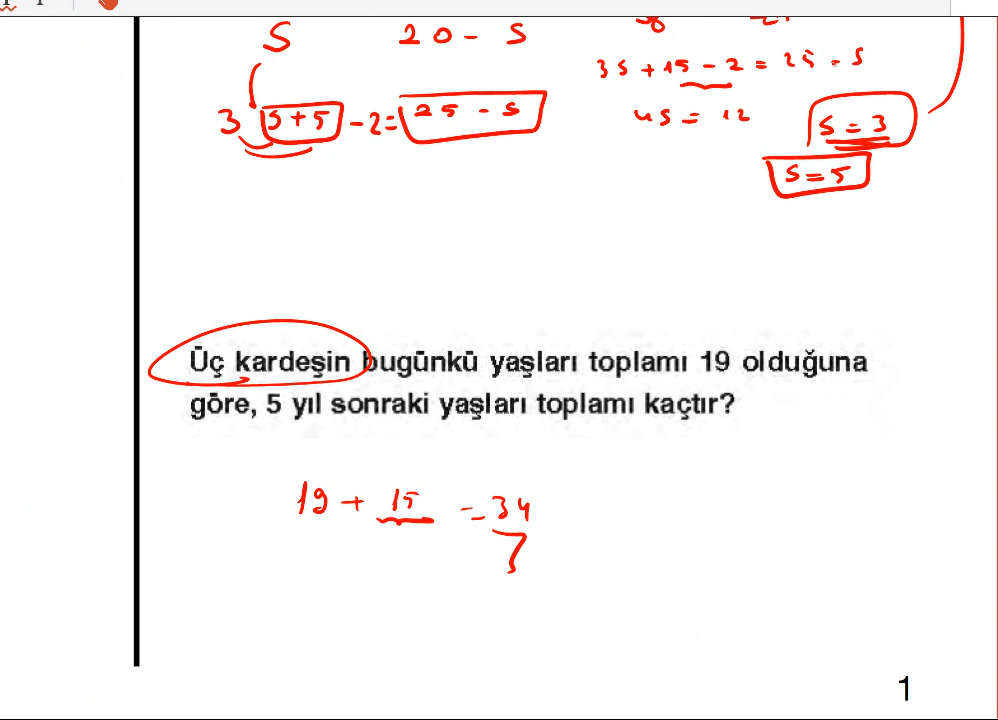 S 20 - S
3 S + 5 - 2 = 25 - S
3S + 15 - 2 = 25 - S
4S = 12
S = 3
S = 5
Üç kardeşin bugünkü yaşları toplamı 19 olduğuna
göre, 5 yıl sonraki yaşları toplamı kaçtır?
19 + 15 = 34
1